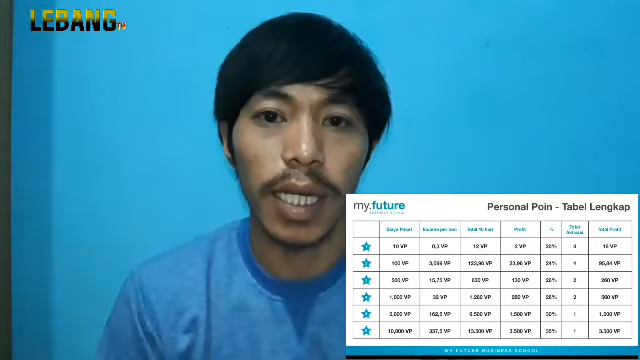 LEBANG TM
my.future
BUSINESS SCHOOL
Personal Poin - Tabel Lengkap
Biaya Paket Income per hari Total 40 hari Profit % Total Aktivasi Total Profit
10 VP 0,3 VP 12 VP 2 VP 20% 8 16 VP
100 VP 3,099 VP 123,96 VP 23,96 VP 24% 4 95,84 VP
500 VP 15,75 VP 630 VP 130 VP 26% 2 260 VP
1,000 VP 32 VP 1.280 VP 280 VP 28% 2 560 VP
5,000 VP 162,5 VP 6.500 VP 1.500 VP 30% 1 1.500 VP
10,000 VP 337,5 VP 13.500 VP 3.500 VP 35% 1 3.500 VP
MY FUTURE BUSINESS SCHOOL